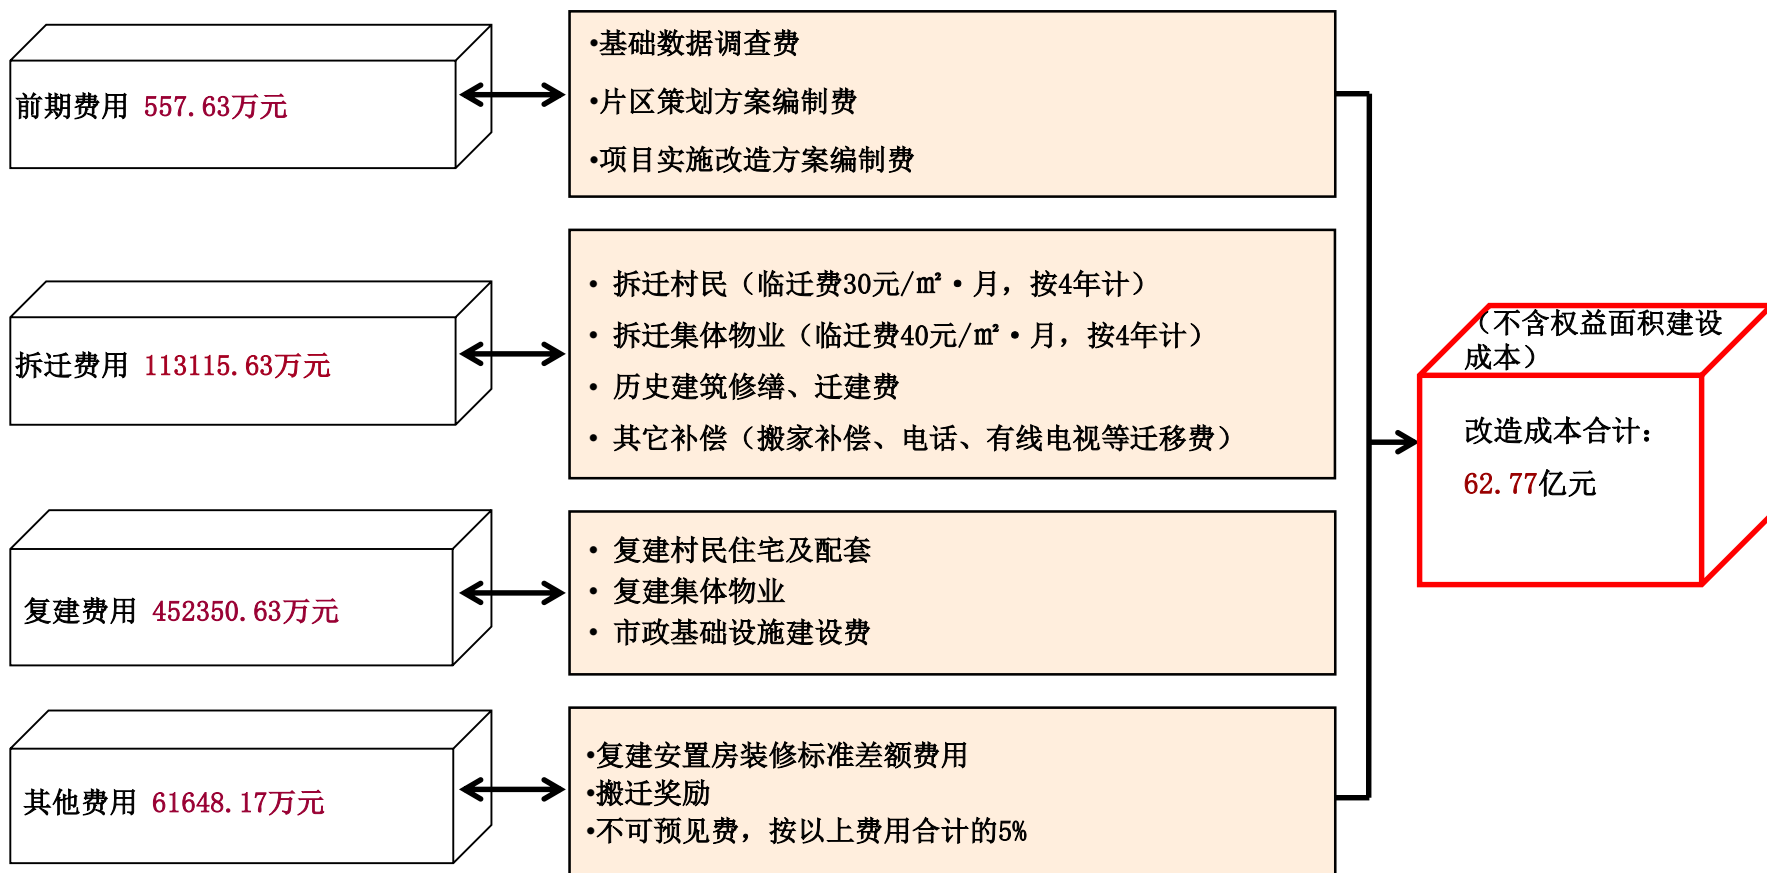 前期费用 557.63万元
•基础数据调查费
•片区策划方案编制费
•项目实施改造方案编制费
拆迁费用 113115.63万元
• 拆迁村民（临迁费30元/㎡•月，按4年计）
• 拆迁集体物业（临迁费40元/㎡•月，按4年计）
• 历史建筑修缮、迁建费
• 其它补偿（搬家补偿、电话、有线电视等迁移费）
复建费用 452350.63万元
• 复建村民住宅及配套
• 复建集体物业
• 市政基础设施建设费
其他费用 61648.17万元
•复建安置房装修标准差额费用
•搬迁奖励
•不可预见费，按以上费用合计的5%
（不含权益面积建设
成本）
改造成本合计：
62.77亿元